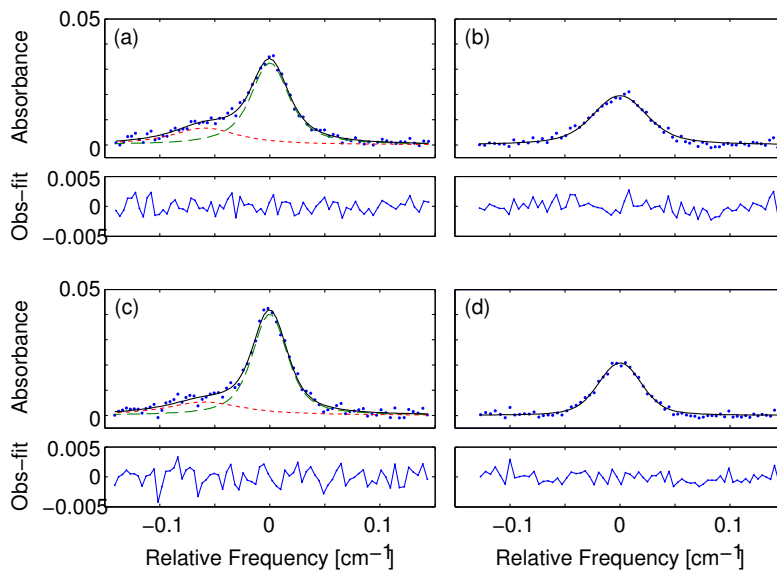 0.05
(a)
(b)
Absorbance
0
0.005
0
−0.005
Obs−fit
0.05
(c)
(d)
Absorbance
0
0.005
0
−0.005
Obs−fit
−0.1 0 0.1
−0.1 0 0.1
Relative Frequency [cm−1]
Relative Frequency [cm−1]